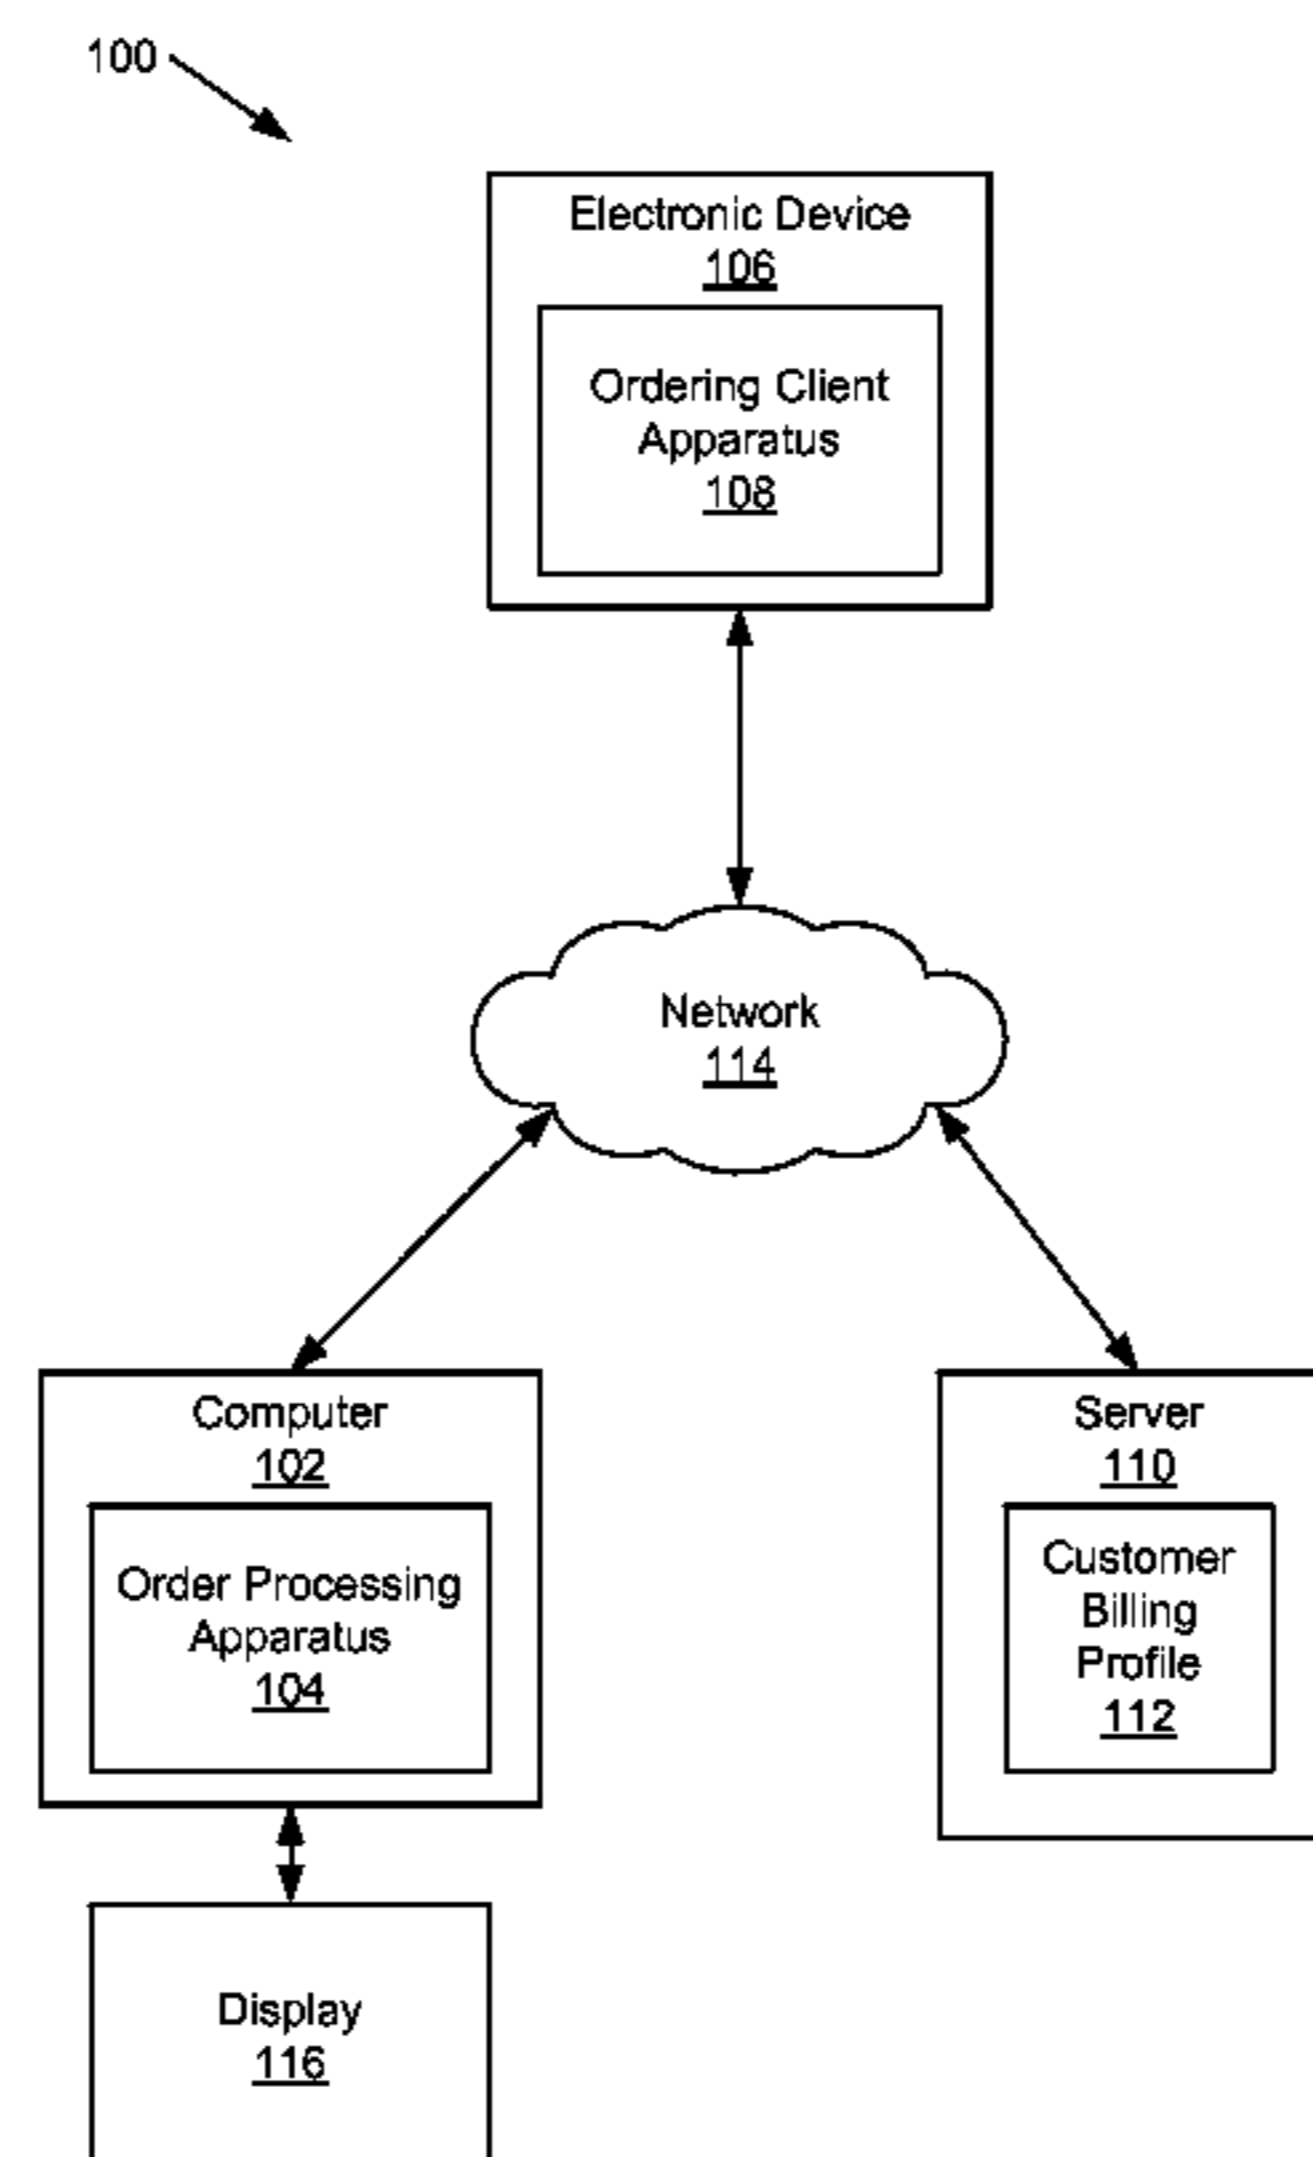 100
Electronic Device
106
Ordering Client
Apparatus
108
Network
114
Computer
102
Order Processing
Apparatus
104
Server
110
Customer
Billing
Profile
112
Display
116